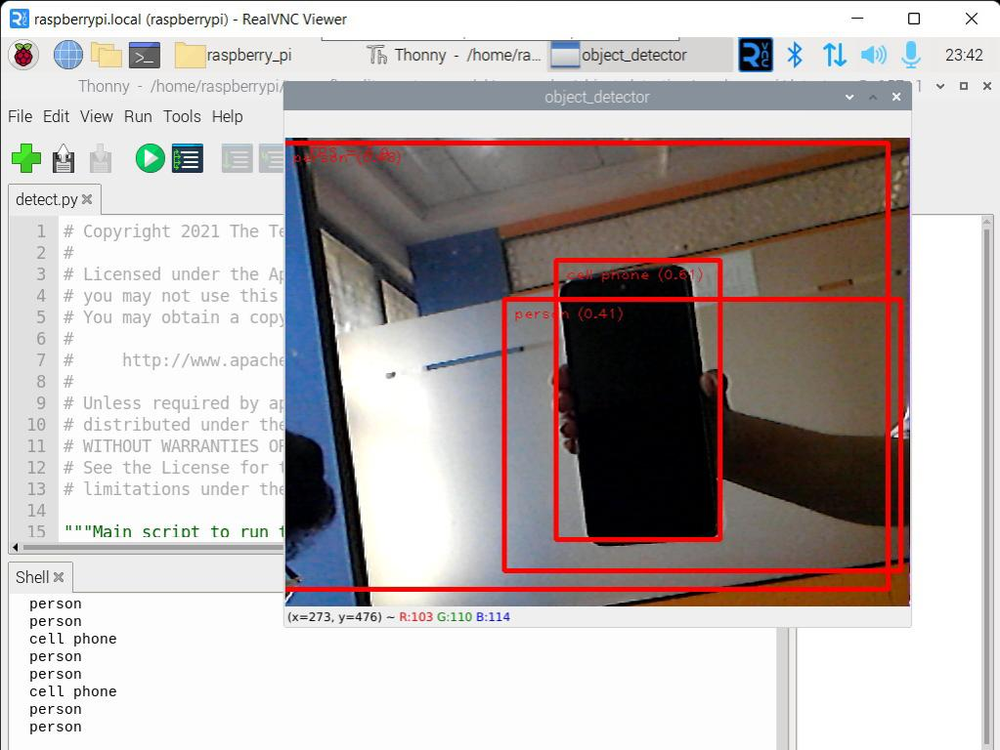 raspberrypi.local (raspberrypi) - RealVNC Viewer
raspberry_pi
Thonny - /home/ra...
object_detector
23:42
Thonny - /home/raspberrypi/
object_detector
File Edit View Run Tools Help
detect.py
1 # Copyright 2021 The Te
2 #
3 # Licensed under the Ap
4 # you may not use this
5 # You may obtain a copy
6 #
7 # http://www.apache
8 #
9 # Unless required by ap
10 # distributed under the
11 # WITHOUT WARRANTIES OR
12 # See the License for t
13 # limitations under the
14
15 """Main script to run t
person
cell phone (0.61)
person (0.41)
(x=273, y=476) ~ R:103 G:110 B:114
Shell
person
person
cell phone
person
person
cell phone
person
person